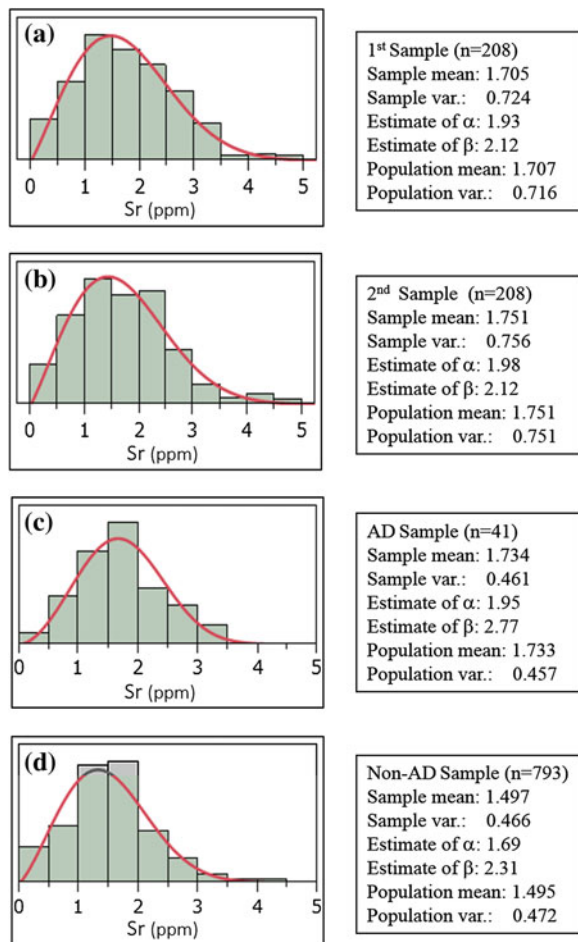 (a)
0 1 2 3 4 5
Sr (ppm)
1st Sample (n=208)
Sample mean: 1.705
Sample var.: 0.724
Estimate of α: 1.93
Estimate of β: 2.12
Population mean: 1.707
Population var.: 0.716
(b)
0 1 2 3 4 5
Sr (ppm)
2nd Sample (n=208)
Sample mean: 1.751
Sample var.: 0.756
Estimate of α: 1.98
Estimate of β: 2.12
Population mean: 1.751
Population var.: 0.751
(c)
0 1 2 3 4 5
Sr (ppm)
AD Sample (n=41)
Sample mean: 1.734
Sample var.: 0.461
Estimate of α: 1.95
Estimate of β: 2.77
Population mean: 1.733
Population var.: 0.457
(d)
0 1 2 3 4 5
Sr (ppm)
Non-AD Sample (n=793)
Sample mean: 1.497
Sample var.: 0.466
Estimate of α: 1.69
Estimate of β: 2.31
Population mean: 1.495
Population var.: 0.472